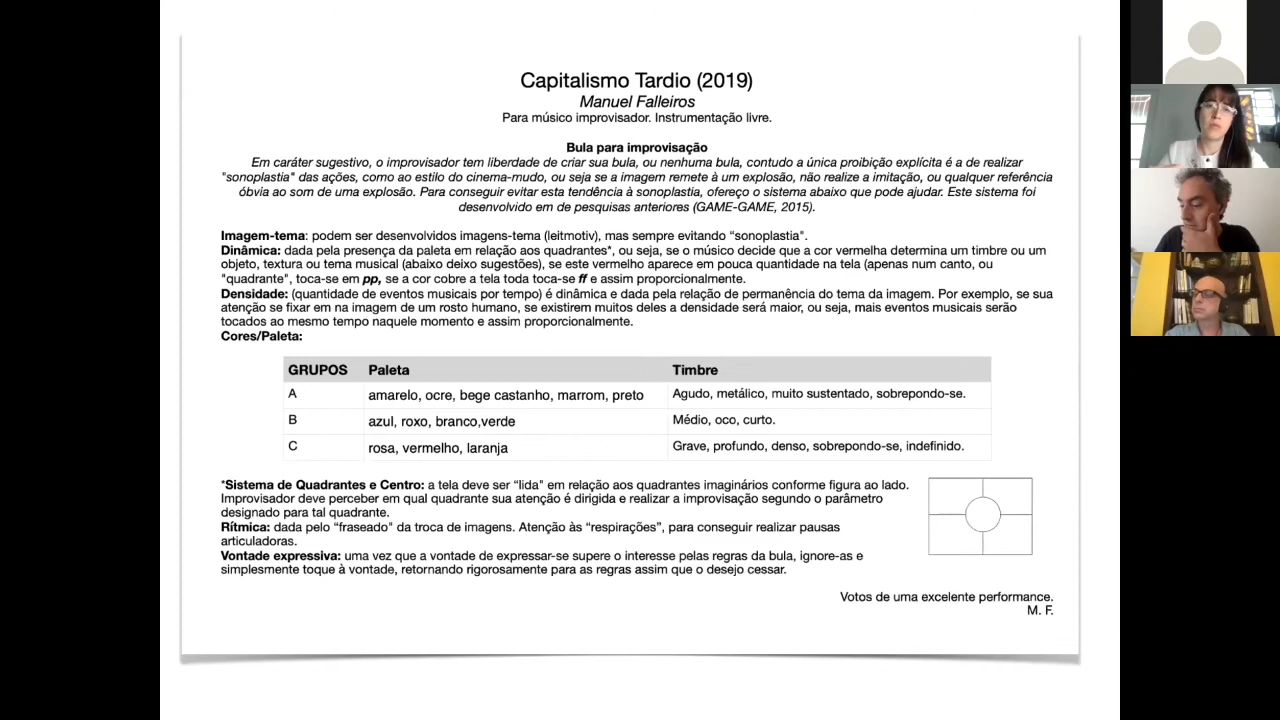 Capitalismo Tardio (2019)
Manuel Falleiros
Para músico improvisador. Instrumentação livre.
Bula para improvisação
Em caráter sugestivo, o improvisador tem liberdade de criar sua bula, ou nenhuma bula, contudo a única proibição explícita é a de realizar
"sonoplastia" das ações, como ao estilo do cinema-mudo, ou seja se a imagem remete à um explosão, não realize a imitação, ou qualquer referência
óbvia ao som de uma explosão. Para conseguir evitar esta tendência à sonoplastia, ofereço o sistema abaixo que pode ajudar. Este sistema foi
desenvolvido em de pesquisas anteriores (GAME-GAME, 2015).
Imagem-tema: podem ser desenvolvidos imagens-tema (leitmotiv), mas sempre evitando “sonoplastia".
Dinâmica: dada pela presença da paleta em relação aos quadrantes*, ou seja, se o músico decide que a cor vermelha determina um timbre ou um
objeto, textura ou tema musical (abaixo deixo sugestões), se este vermelho aparece em pouca quantidade na tela (apenas num canto, ou
"quadrante", toca-se em pp, se a cor cobre a tela toda toca-se ff e assim proporcionalmente.
Densidade: (quantidade de eventos musicais por tempo) é dinâmica e dada pela relação de permanência do tema da imagem. Por exemplo, se sua
atenção se fixar em na imagem de um rosto humano, se existirem muitos deles a densidade será maior, ou seja, mais eventos musicais serão
tocados ao mesmo tempo naquele momento e assim proporcionalmente.
Cores/Paleta:
GRUPOS Paleta Timbre
A amarelo, ocre, bege castanho, marrom, preto Agudo, metálico, muito sustentado, sobrepondo-se.
B azul, roxo, branco,verde Médio, oco, curto.
C rosa, vermelho, laranja Grave, profundo, denso, sobrepondo-se, indefinido.
*Sistema de Quadrantes e Centro: a tela deve ser “lida" em relação aos quadrantes imaginários conforme figura ao lado.
Improvisador deve perceber em qual quadrante sua atenção é dirigida e realizar a improvisação segundo o parâmetro
designado para tal quadrante.
Rítmica: dada pelo “fraseado" da troca de imagens. Atenção às “respirações”, para conseguir realizar pausas
articuladoras.
Vontade expressiva: uma vez que a vontade de expressar-se supere o interesse pelas regras da bula, ignore-as e
simplesmente toque à vontade, retornando rigorosamente para as regras assim que o desejo cessar.
Votos de uma excelente performance.
M. F.